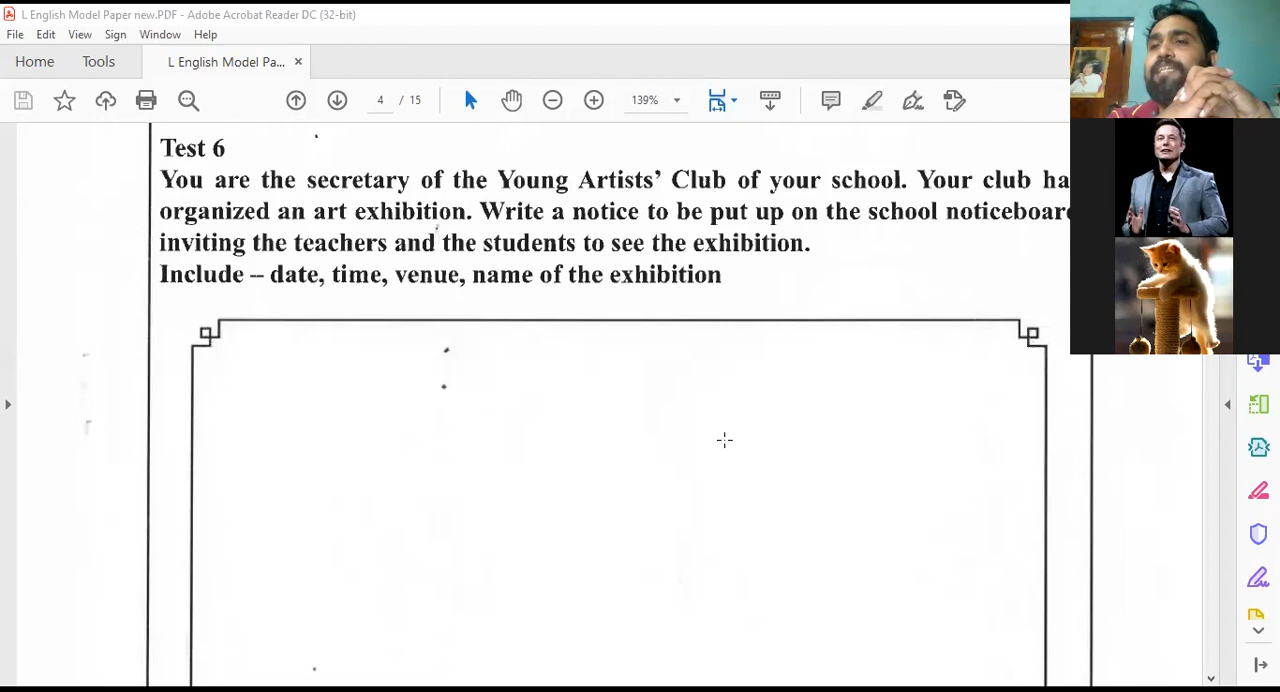 L English Model Paper new.PDF - Adobe Acrobat Reader DC (32-bit)
File Edit View Sign Window Help
Home Tools L English Model Pa... ×
4 / 15 139%
Test 6
You are the secretary of the Young Artists' Club of your school. Your club ha
organized an art exhibition. Write a notice to be put up on the school noticeboard
inviting the teachers and the students to see the exhibition.
Include – date, time, venue, name of the exhibition